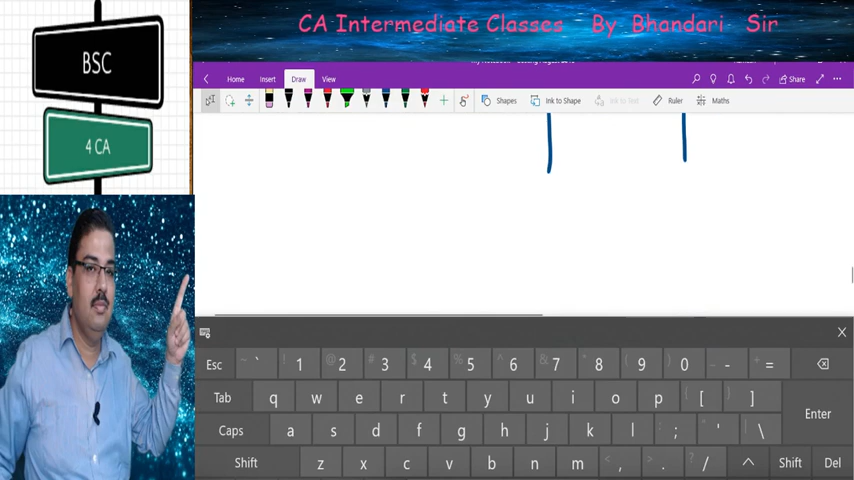 CA Intermediate Classes By Bhandari Sir
BSC
4 CA
Home Insert Draw View
Share
Shapes Ink to Shape Ink to Text Ruler Maths
Esc ~ ` ! 1 @ 2 # 3 $ 4 % 5 ^ 6 & 7 * 8 ( 9 ) 0 _ - + =
Tab q w e r t y u i o p { [ } ]
Caps a s d f g h j k l : ; " ' | \ Enter
Shift z x c v b n m < , > . ? / Shift Del